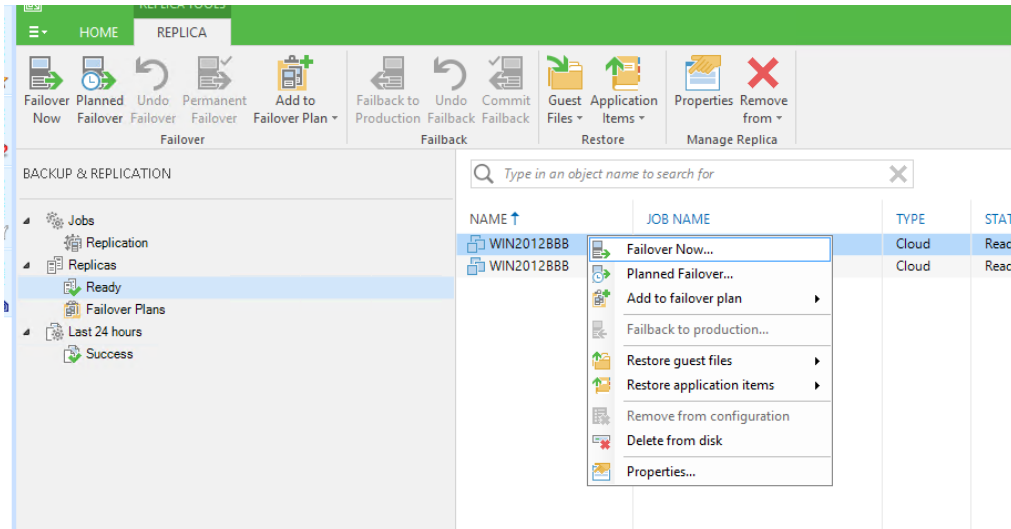 REPLICA TOOLS
HOME REPLICA
Failover Now
Planned Failover
Undo Failover
Permanent Failover
Add to Failover Plan
Failback to Production
Undo Failback
Commit Failback
Guest Files
Application Items
Properties
Remove from
Failover
Failback
Restore
Manage Replica
BACKUP & REPLICATION
Jobs
Replication
Replicas
Ready
Failover Plans
Last 24 hours
Success
Type in an object name to search for
NAME JOB NAME TYPE
WIN2012BBB Cloud
WIN2012BBB Cloud
Failover Now...
Planned Failover...
Add to failover plan
Failback to production...
Restore guest files
Restore application items
Remove from configuration
Delete from disk
Properties...